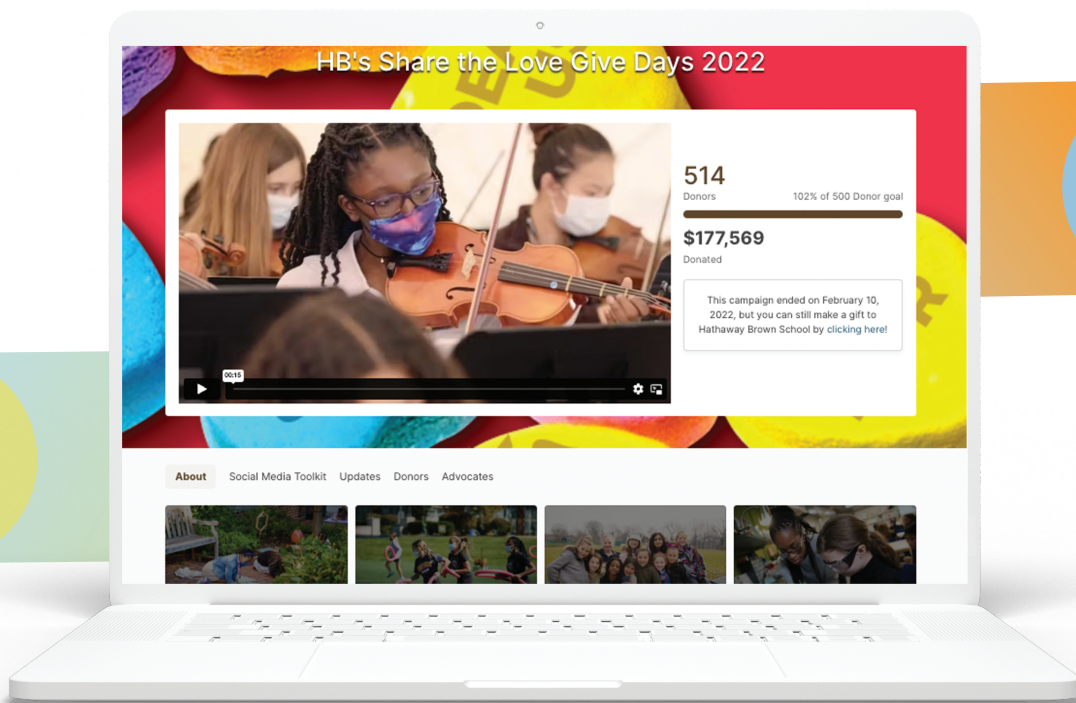 HB's Share the Love Give Days 2022
514
Donors
102% of 500 Donor goal
$177,569
Donated
This campaign ended on February 10,
2022, but you can still make a gift to
Hathaway Brown School by clicking here!
00:15
About
Social Media Toolkit
Updates
Donors
Advocates